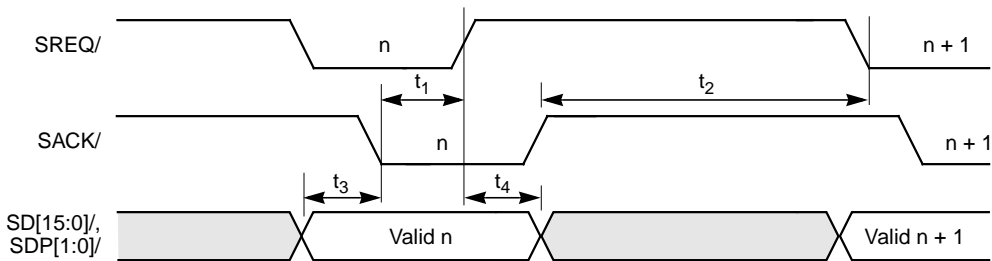 SREQ/ n n + 1
t1 t2
SACK/ n n + 1
t3 t4
SD[15:0]/,
SDP[1:0]/ Valid n Valid n + 1